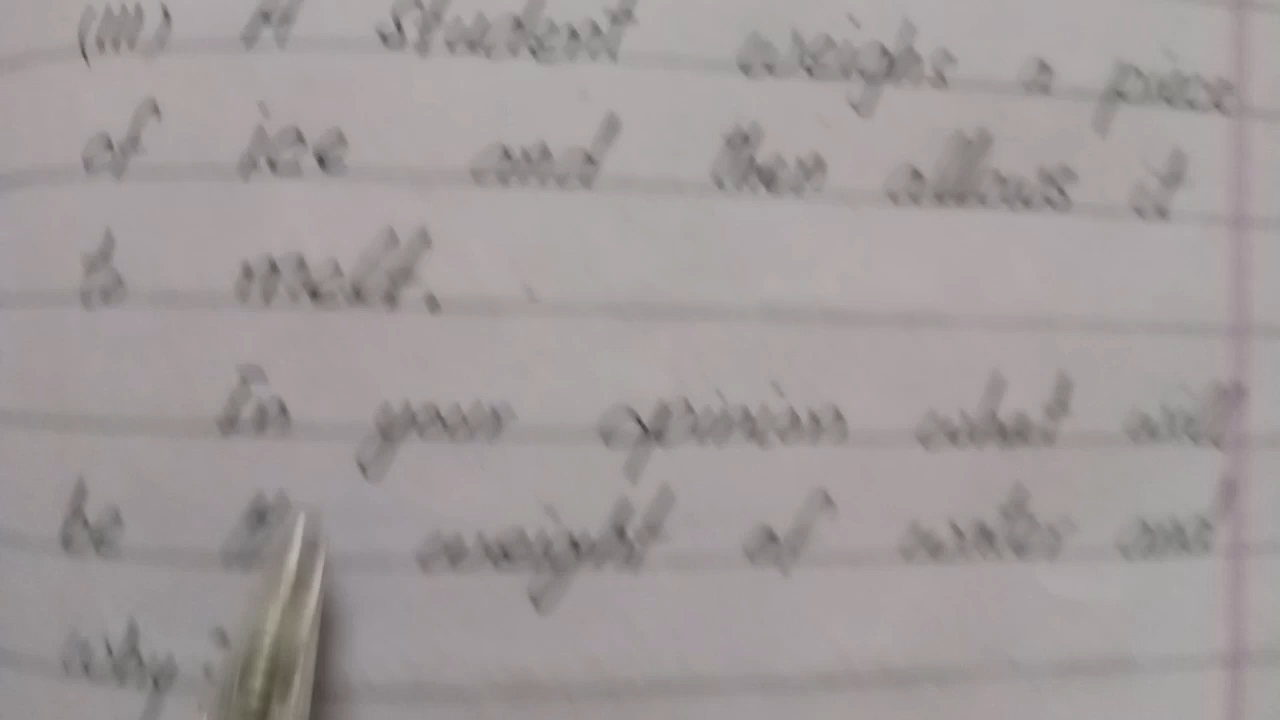 (III) A student weighs a piece
of ice and then allows it
to melt.
In your opinion what will
be weight of water and
why